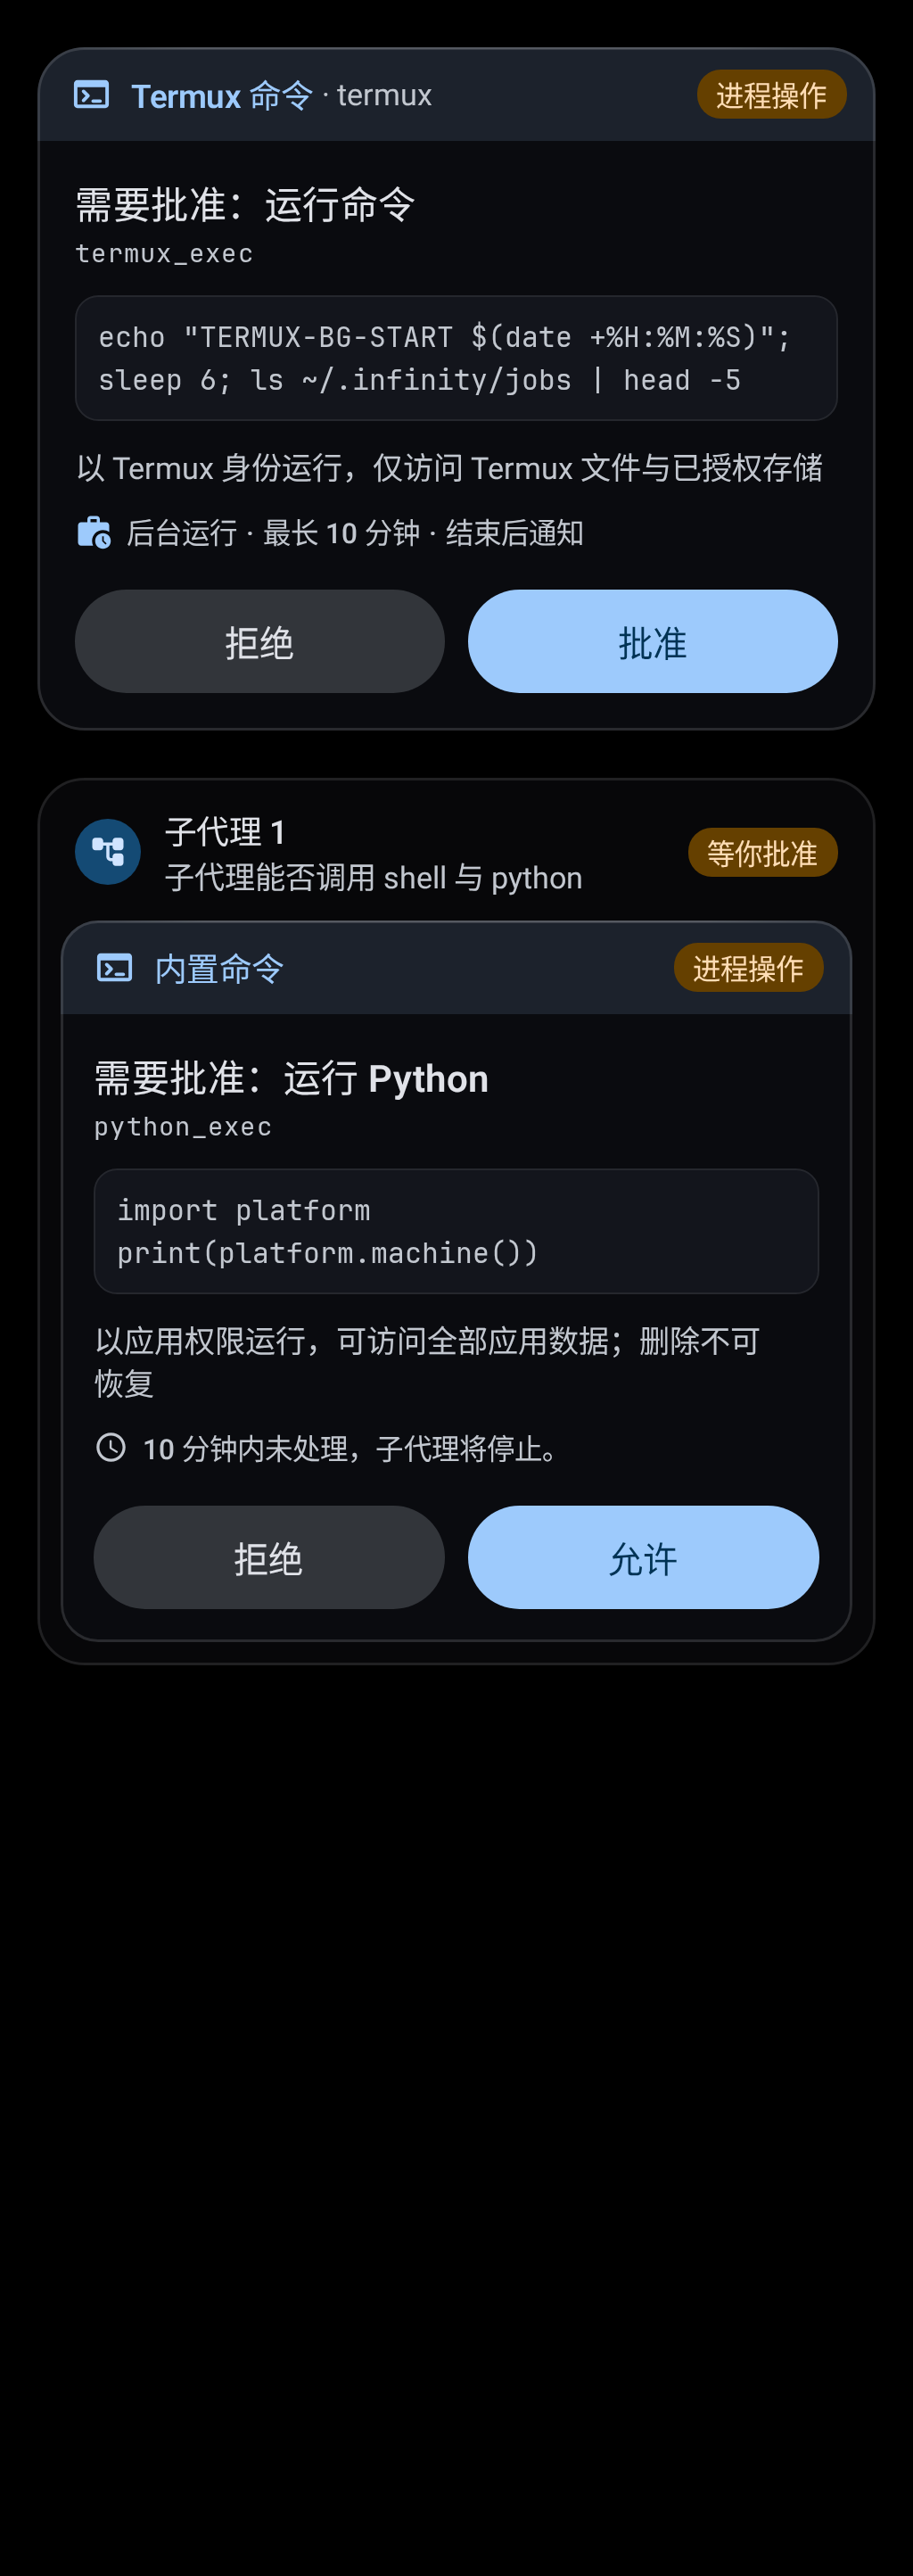 Termux 命令 · termux
进程操作
需要批准：运行命令
termux_exec
echo "TERMUX-BG-START $(date +%H:%M:%S)";
sleep 6; ls ~/.infinity/jobs | head -5
以 Termux 身份运行，仅访问 Termux 文件与已授权存储
后台运行 · 最长 10 分钟 · 结束后通知
拒绝
批准
子代理 1
子代理能否调用 shell 与 python
等你批准
内置命令
进程操作
需要批准：运行 Python
python_exec
import platform
print(platform.machine())
以应用权限运行，可访问全部应用数据；删除不可
恢复
10 分钟内未处理，子代理将停止。
拒绝
允许